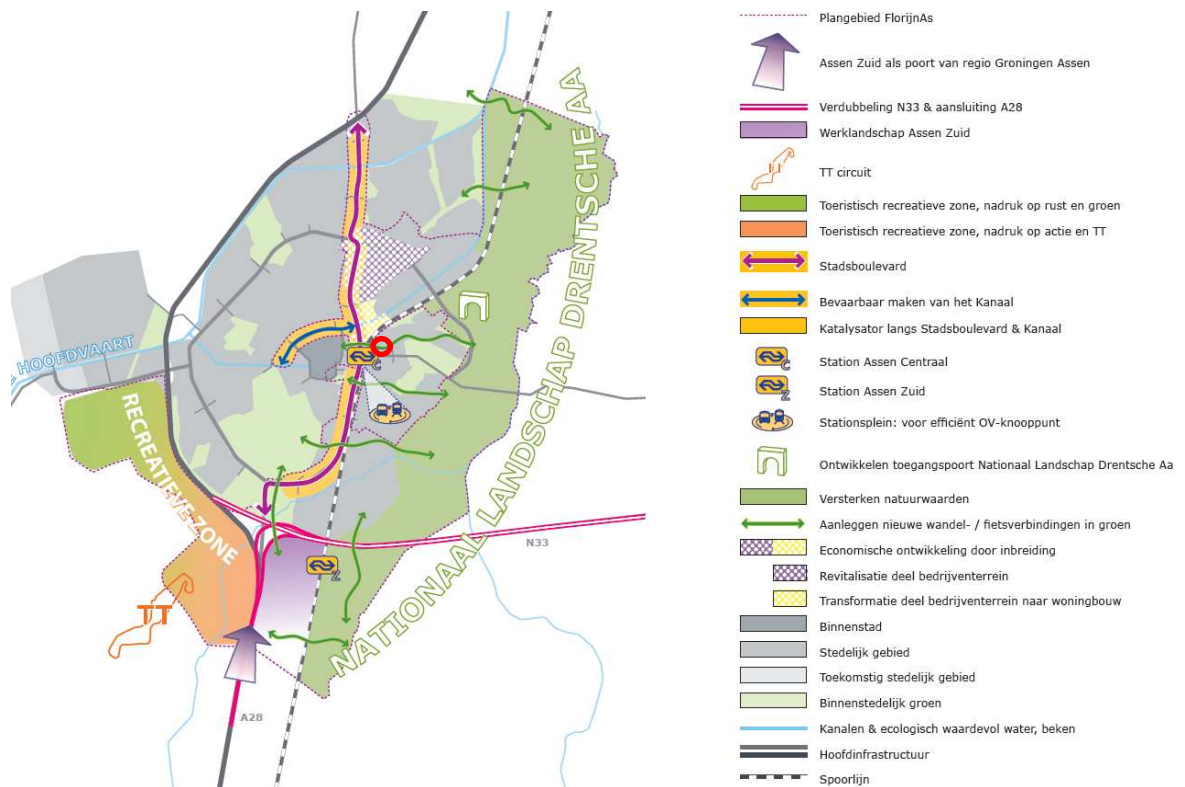 HOOFDVAART
RECREATIEVE ZONE
NATIONAAL LANDSCHAP DRENTSCHE AA
C
Z
TT
N33
A28
Plangebied FlorijnAs
Assen Zuid als poort van regio Groningen Assen
Verdubbeling N33 & aansluiting A28
Werklandschap Assen Zuid
TT
TT circuit
Toeristisch recreatieve zone, nadruk op rust en groen
Toeristisch recreatieve zone, nadruk op actie en TT
Stadsboulevard
Bevaarbaar maken van het Kanaal
Katalysator langs Stadsboulevard & Kanaal
C
Station Assen Centraal
Z
Station Assen Zuid
Stationsplein: voor efficiënt OV-knooppunt
Ontwikkelen toegangspoort Nationaal Landschap Drentsche Aa
Versterken natuurwaarden
Aanleggen nieuwe wandel- / fietsverbindingen in groen
Economische ontwikkeling door inbreiding
Revitalisatie deel bedrijventerrein
Transformatie deel bedrijventerrein naar woningbouw
Binnenstad
Stedelijk gebied
Toekomstig stedelijk gebied
Binnenstedelijk groen
Kanalen & ecologisch waardevol water, beken
Hoofdinfrastructuur
Spoorlijn